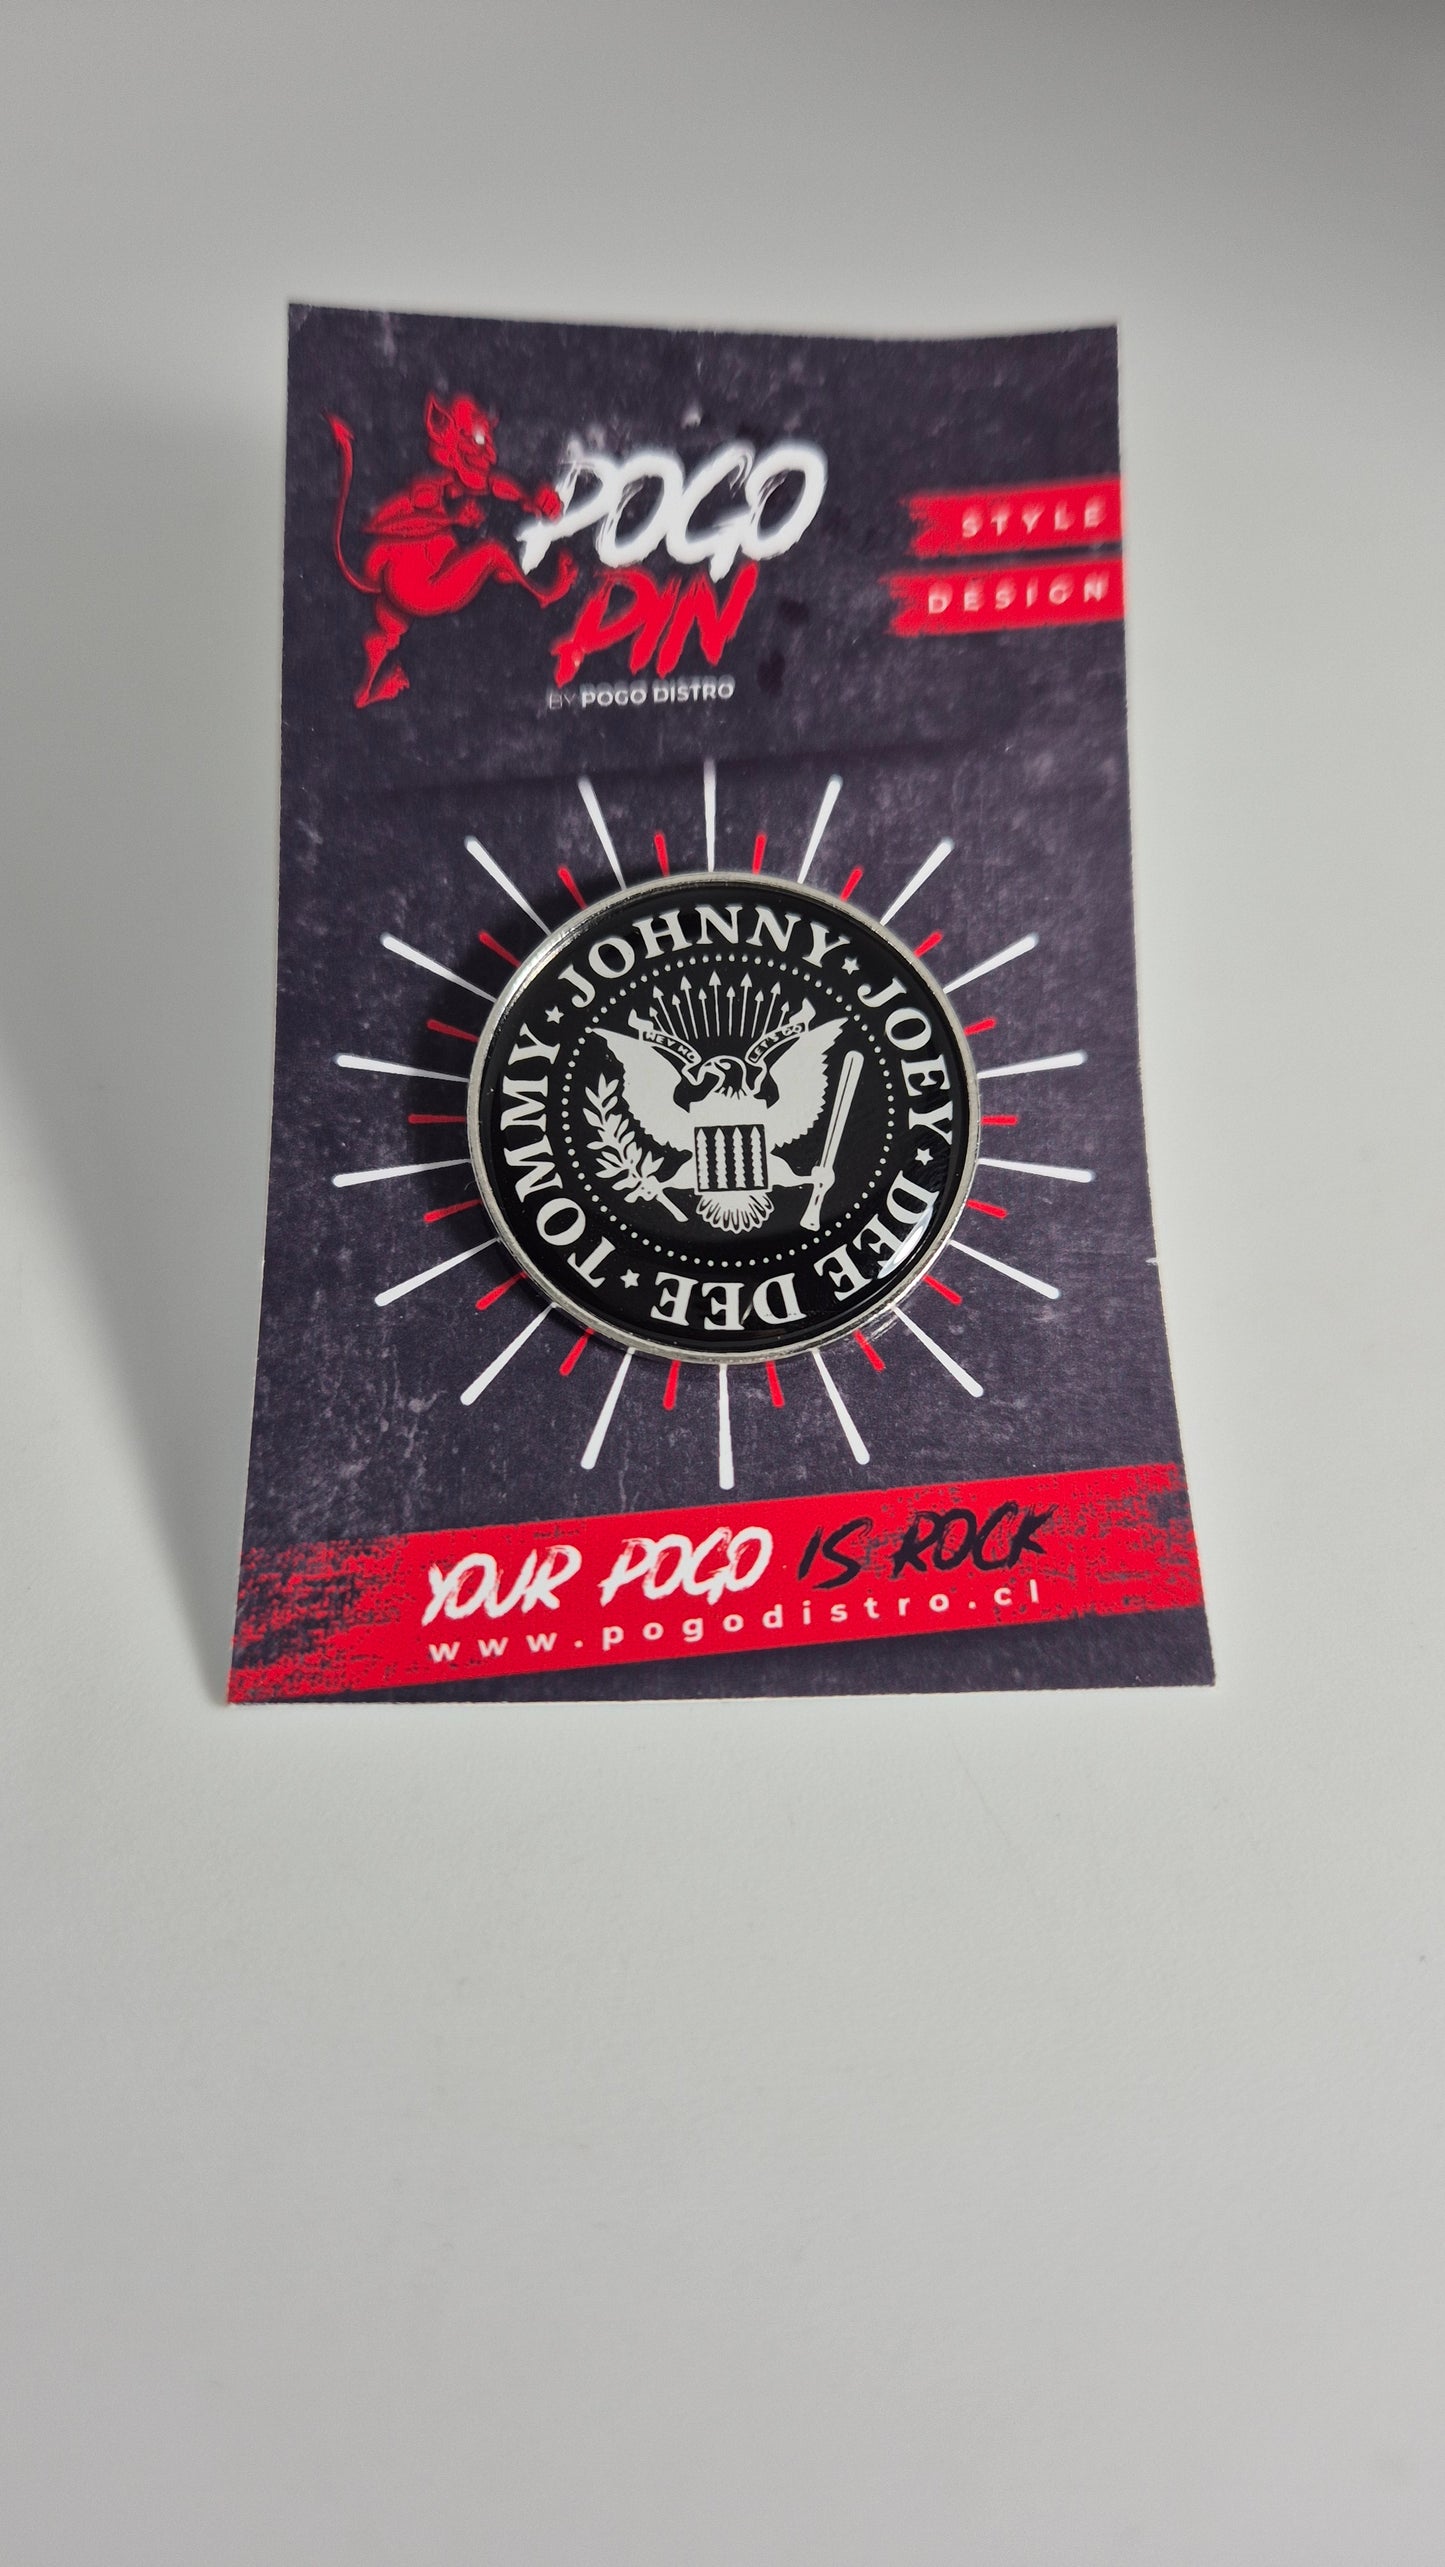 POGO
PIN
BY POGO DISTRO
STYLE
DESIGN
JOHNNY ★ JOEY ★ DEE DEE ★ TOMMY ★
HEY HO
LET'S GO
YOUR POGO IS ROCK
www.pogodistro.cl